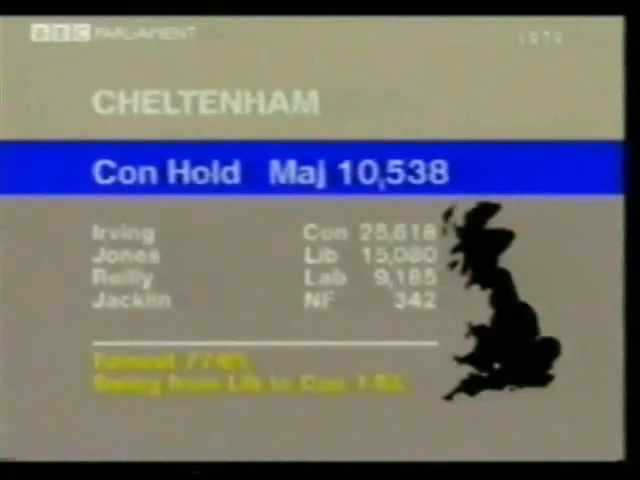 BBC PARLIAMENT
1979
CHELTENHAM
Con Hold Maj 10,538
Irving Con 25,618
Jones Lib 15,080
Reilly Lab 9,185
Jacklin NF 342
Turnout
Swing from Lib to Con